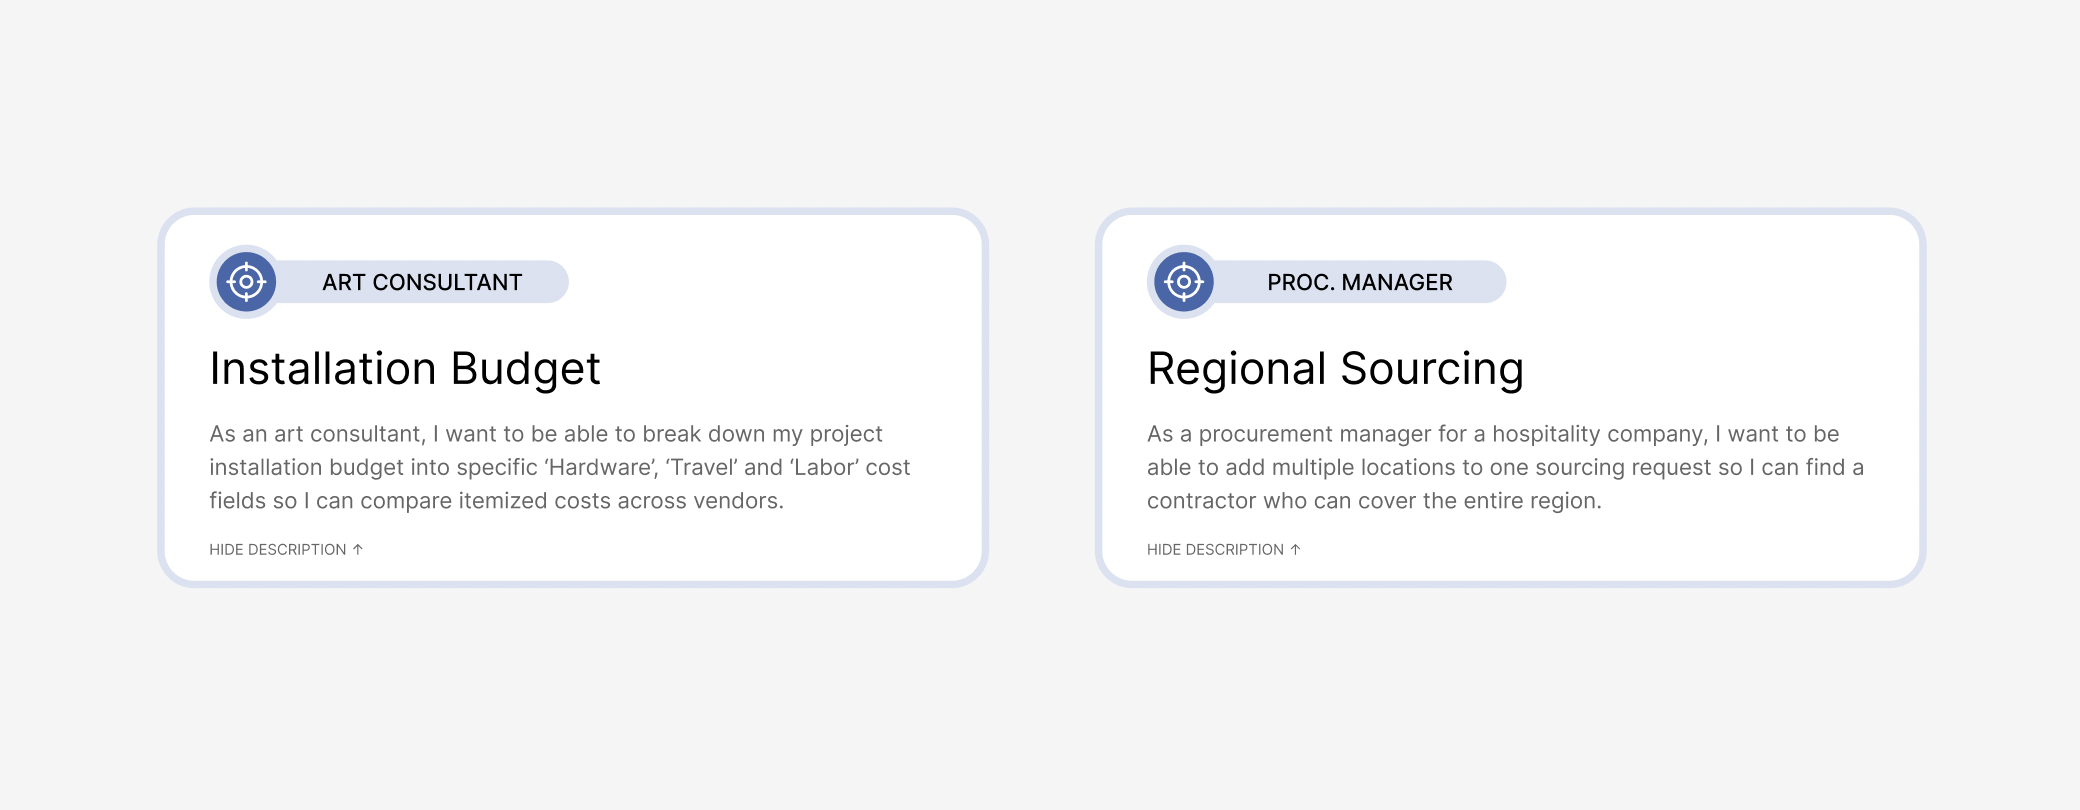 ART CONSULTANT
Installation Budget
As an art consultant, I want to be able to break down my project
installation budget into specific ‘Hardware’, ‘Travel’ and ‘Labor’ cost
fields so I can compare itemized costs across vendors.
HIDE DESCRIPTION ↑
PROC. MANAGER
Regional Sourcing
As a procurement manager for a hospitality company, I want to be
able to add multiple locations to one sourcing request so I can find a
contractor who can cover the entire region.
HIDE DESCRIPTION ↑